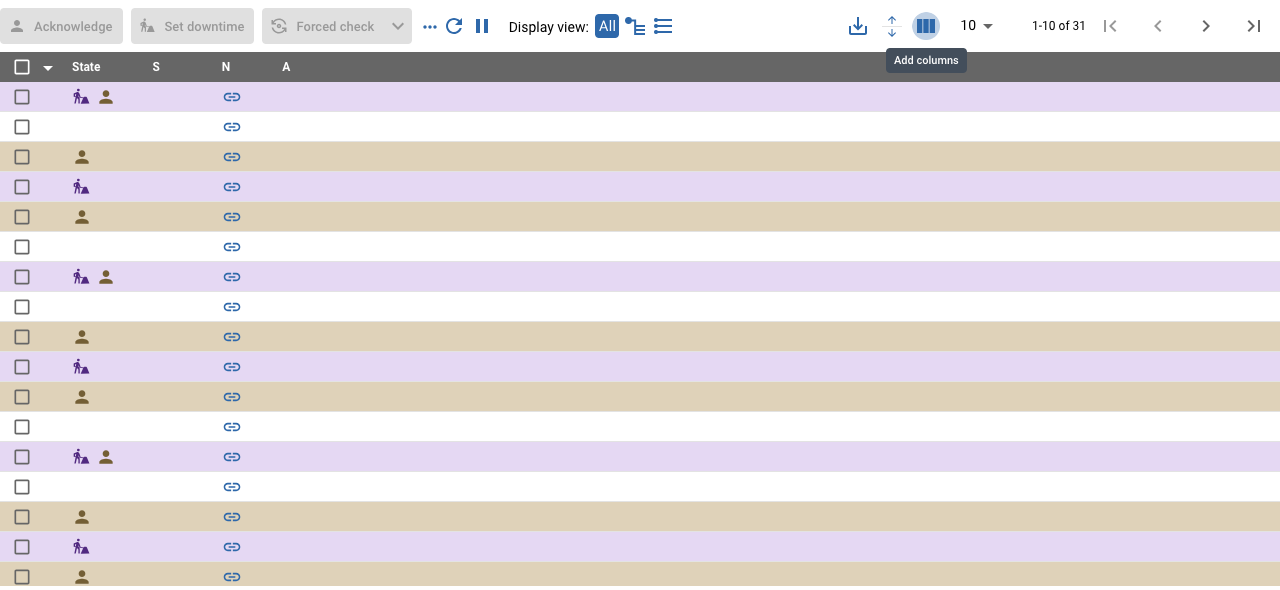 Acknowledge Set downtime Forced check Display view: All 10 1-10 of 31
Add columns
State S N A